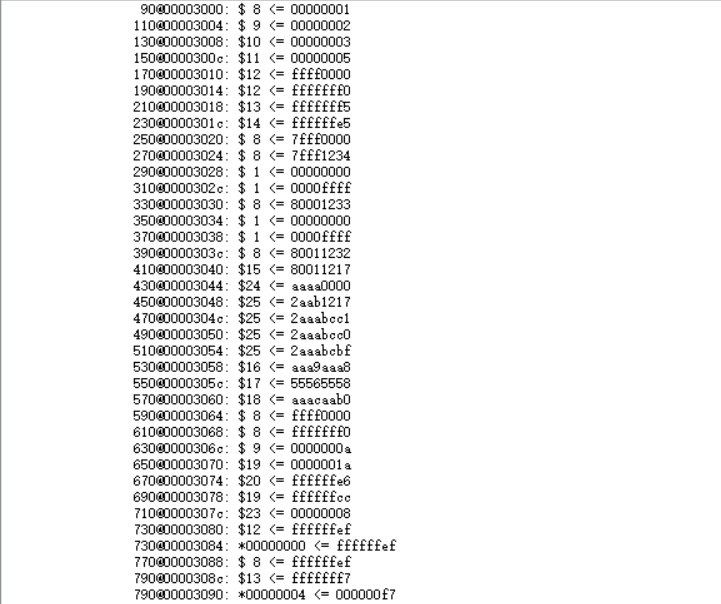 90@00003000: $ 8 <= 00000001
110@00003004: $ 9 <= 00000002
130@00003008: $10 <= 00000003
150@0000300c: $11 <= 00000005
170@00003010: $12 <= ffff0000
190@00003014: $12 <= fffffff0
210@00003018: $13 <= fffffff5
230@0000301c: $14 <= ffffffe5
250@00003020: $ 8 <= 7fff0000
270@00003024: $ 8 <= 7fff1234
290@00003028: $ 1 <= 00000000
310@0000302c: $ 1 <= 0000ffff
330@00003030: $ 8 <= 80001233
350@00003034: $ 1 <= 00000000
370@00003038: $ 1 <= 0000ffff
390@0000303c: $ 8 <= 80011232
410@00003040: $15 <= 80011217
430@00003044: $24 <= aaaa0000
450@00003048: $25 <= 2aab1217
470@0000304c: $25 <= 2aaabcc1
490@00003050: $25 <= 2aaabcc0
510@00003054: $25 <= 2aaabcbf
530@00003058: $16 <= aaa9aaa8
550@0000305c: $17 <= 55565558
570@00003060: $18 <= aaacaab0
590@00003064: $ 8 <= ffff0000
610@00003068: $ 8 <= fffffff0
630@0000306c: $ 9 <= 0000000a
650@00003070: $19 <= 0000001a
670@00003074: $20 <= ffffffe6
690@00003078: $19 <= ffffffcc
710@0000307c: $23 <= 00000008
730@00003080: $12 <= ffffffef
730@00003084: *00000000 <= ffffffef
770@00003088: $ 8 <= ffffffef
790@0000308c: $13 <= fffffff7
790@00003090: *00000004 <= 000000f7